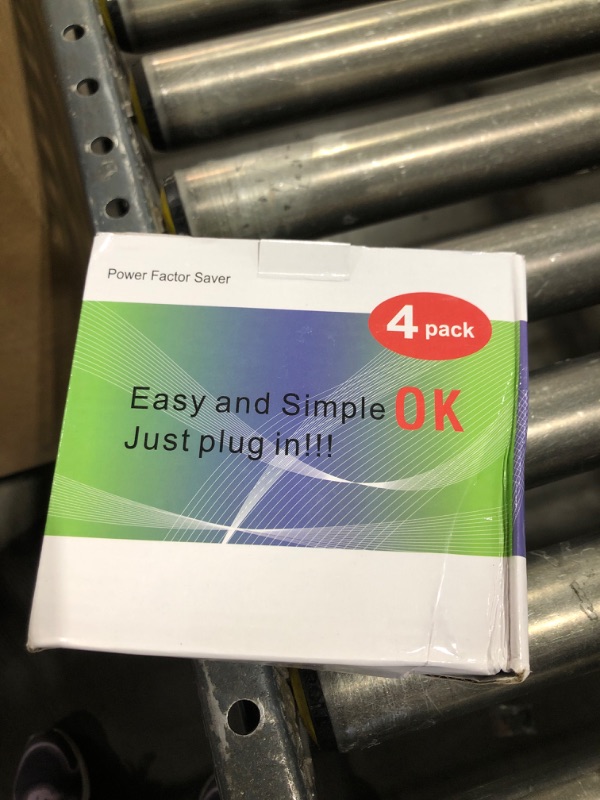 Power Factor Saver
4 pack
Easy and Simple OK
Just plug in!!!